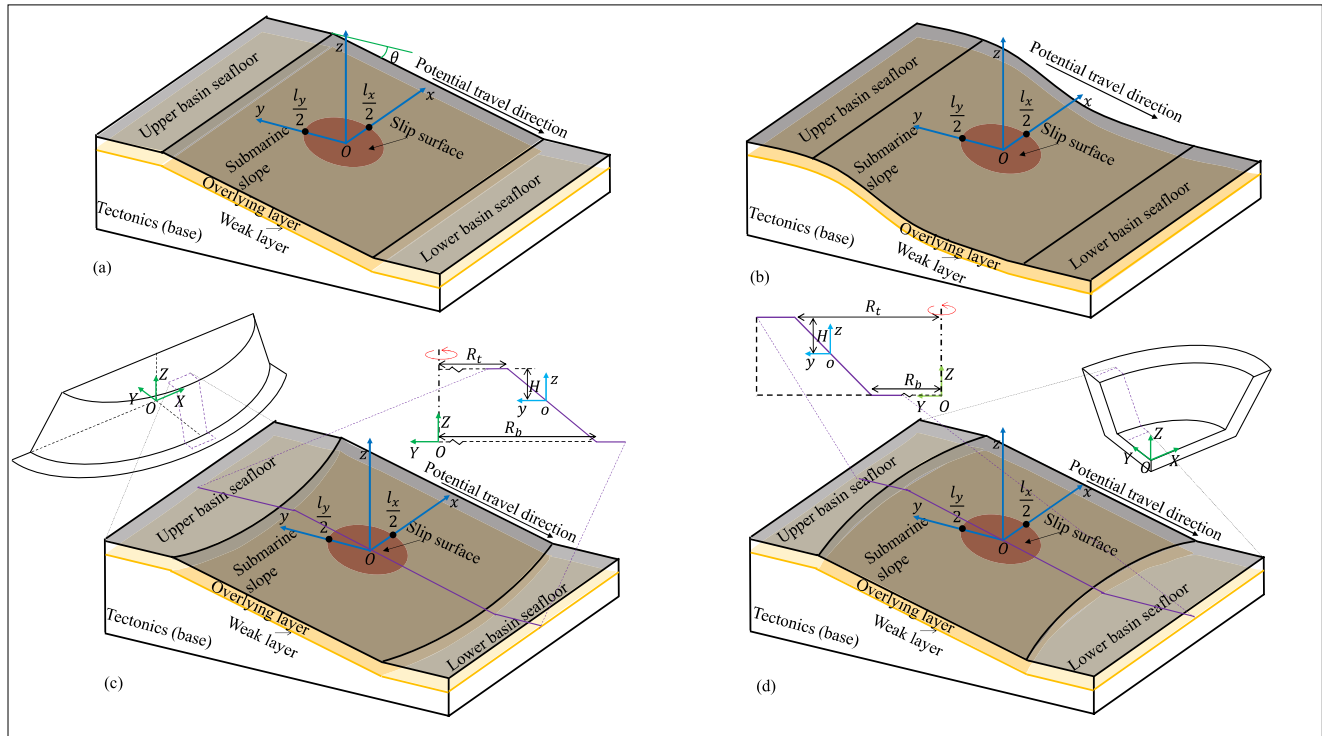 z
θ
Potential travel direction
Upper basin seafloor
l_y/2
l_x/2
x
y
Slip surface
O
Submarine
slope
Overlying layer
Weak layer
Lower basin seafloor
Tectonics (base)
(a)
z
Potential travel direction
Upper basin seafloor
l_y/2
l_x/2
x
y
Slip surface
O
Submarine
slope
Overlying layer
Weak layer
Lower basin seafloor
Tectonics (base)
(b)
Z
Y
X
O
R_t
H
z
y
o
Z
R_b
Y
O
z
Potential travel direction
Upper basin seafloor
l_y/2
l_x/2
x
y
Slip surface
O
Submarine
slope
Overlying layer
Weak layer
Lower basin seafloor
Tectonics (base)
(c)
R_t
H
z
y
o
R_b
Z
Y
O
Z
Y
O
X
z
Potential travel direction
Upper basin seafloor
l_y/2
l_x/2
x
y
Slip surface
O
Submarine
slope
Overlying layer
Weak layer
Lower basin seafloor
Tectonics (base)
(d)